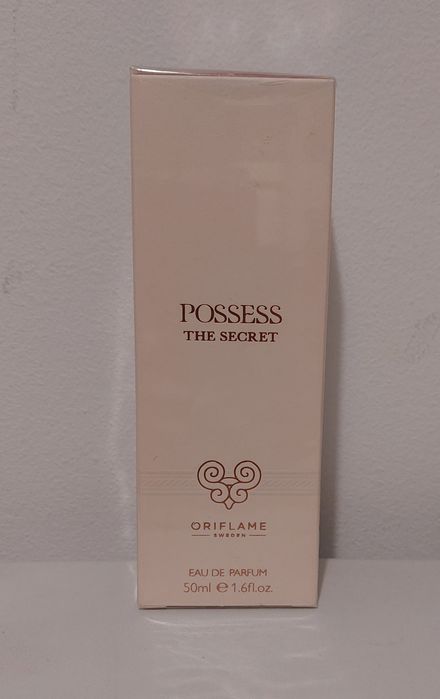 POSSESS
THE SECRET
ORIFLAME
SWEDEN
EAU DE PARFUM
50ml ℮ 1.6fl.oz.